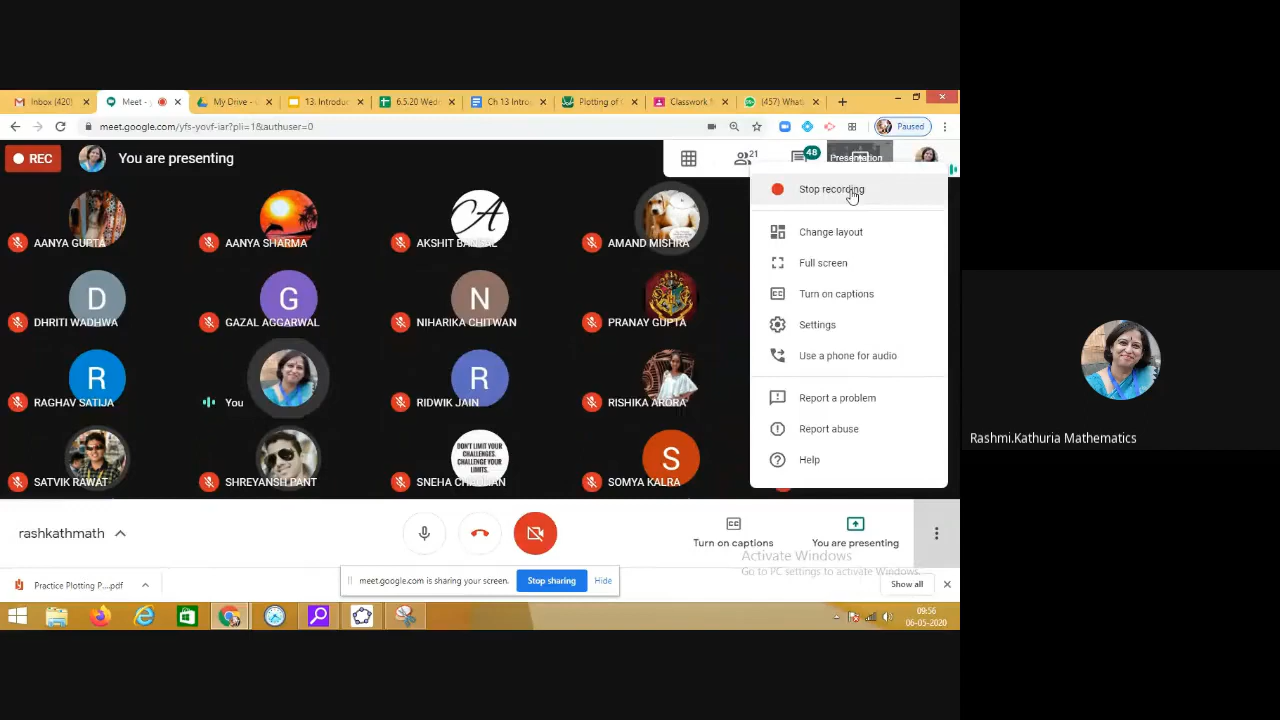 Inbox (420)
Meet -
My Drive -
13. Introduc
6.5.20 Wedn
Ch 13 Intro
Plotting of
Classwork
(457) What
meet.google.com/yfs-yovf-iar?pli=1&authuser=0
Paused
REC
You are presenting
21
48
Presentation
Stop recording
Change layout
Full screen
Turn on captions
Settings
Use a phone for audio
Report a problem
Report abuse
Help
AANYA GUPTA
AANYA SHARMA
A
AKSHIT BANSAL
AMAND MISHRA
D
DHRITI WADHWA
G
GAZAL AGGARWAL
N
NIHARIKA CHITWAN
PRANAY GUPTA
R
RAGHAV SATIJA
You
R
RIDWIK JAIN
RISHIKA ARORA
SATVIK RAWAT
SHREYANSH PANT
DON'T LIMIT YOUR
CHALLENGES.
CHALLENGE YOUR
LIMITS.
SNEHA
S
SOMYA KALRA
Rashmi.Kathuria Mathematics
rashkathmath
Turn on captions
You are presenting
Activate Windows
Go to PC settings to activate Windows.
Practice Plotting P....pdf
meet.google.com is sharing your screen.
Stop sharing
Hide
Show all
09:56
06-05-2020